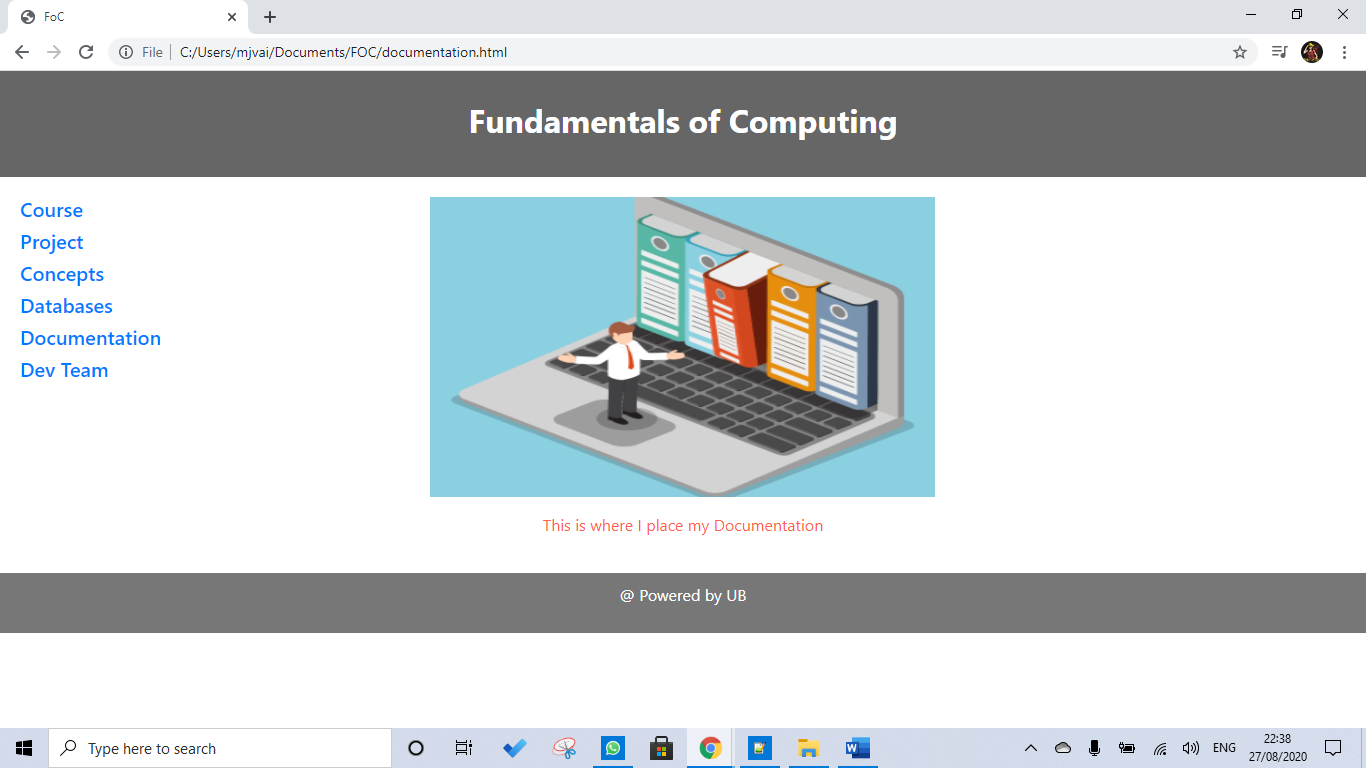 FoC
File
C:/Users/mjvai/Documents/FOC/documentation.html
Fundamentals of Computing
Course
Project
Concepts
Databases
Documentation
Dev Team
This is where I place my Documentation
@ Powered by UB
Type here to search
ENG
22:38
27/08/2020